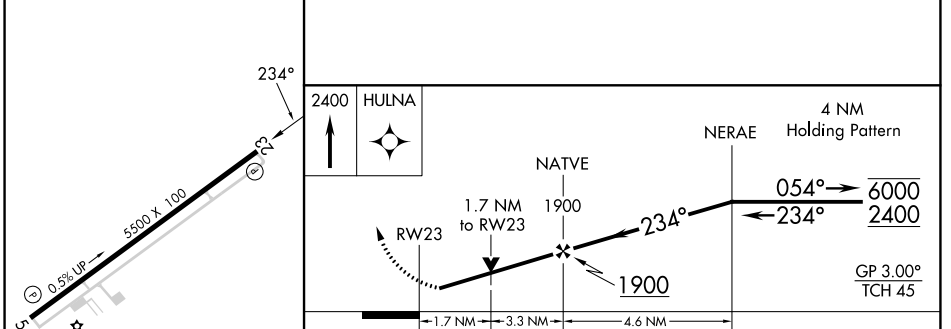 234°
23
P
5500 X 100
0.5% UP
P
5
2400
HULNA
4 NM
Holding Pattern
NERAE
NATVE
054°
6000
1.7 NM
to RW23
1900
234°
234°
2400
RW23
1900
GP 3.00°
TCH 45
1.7 NM
3.3 NM
4.6 NM